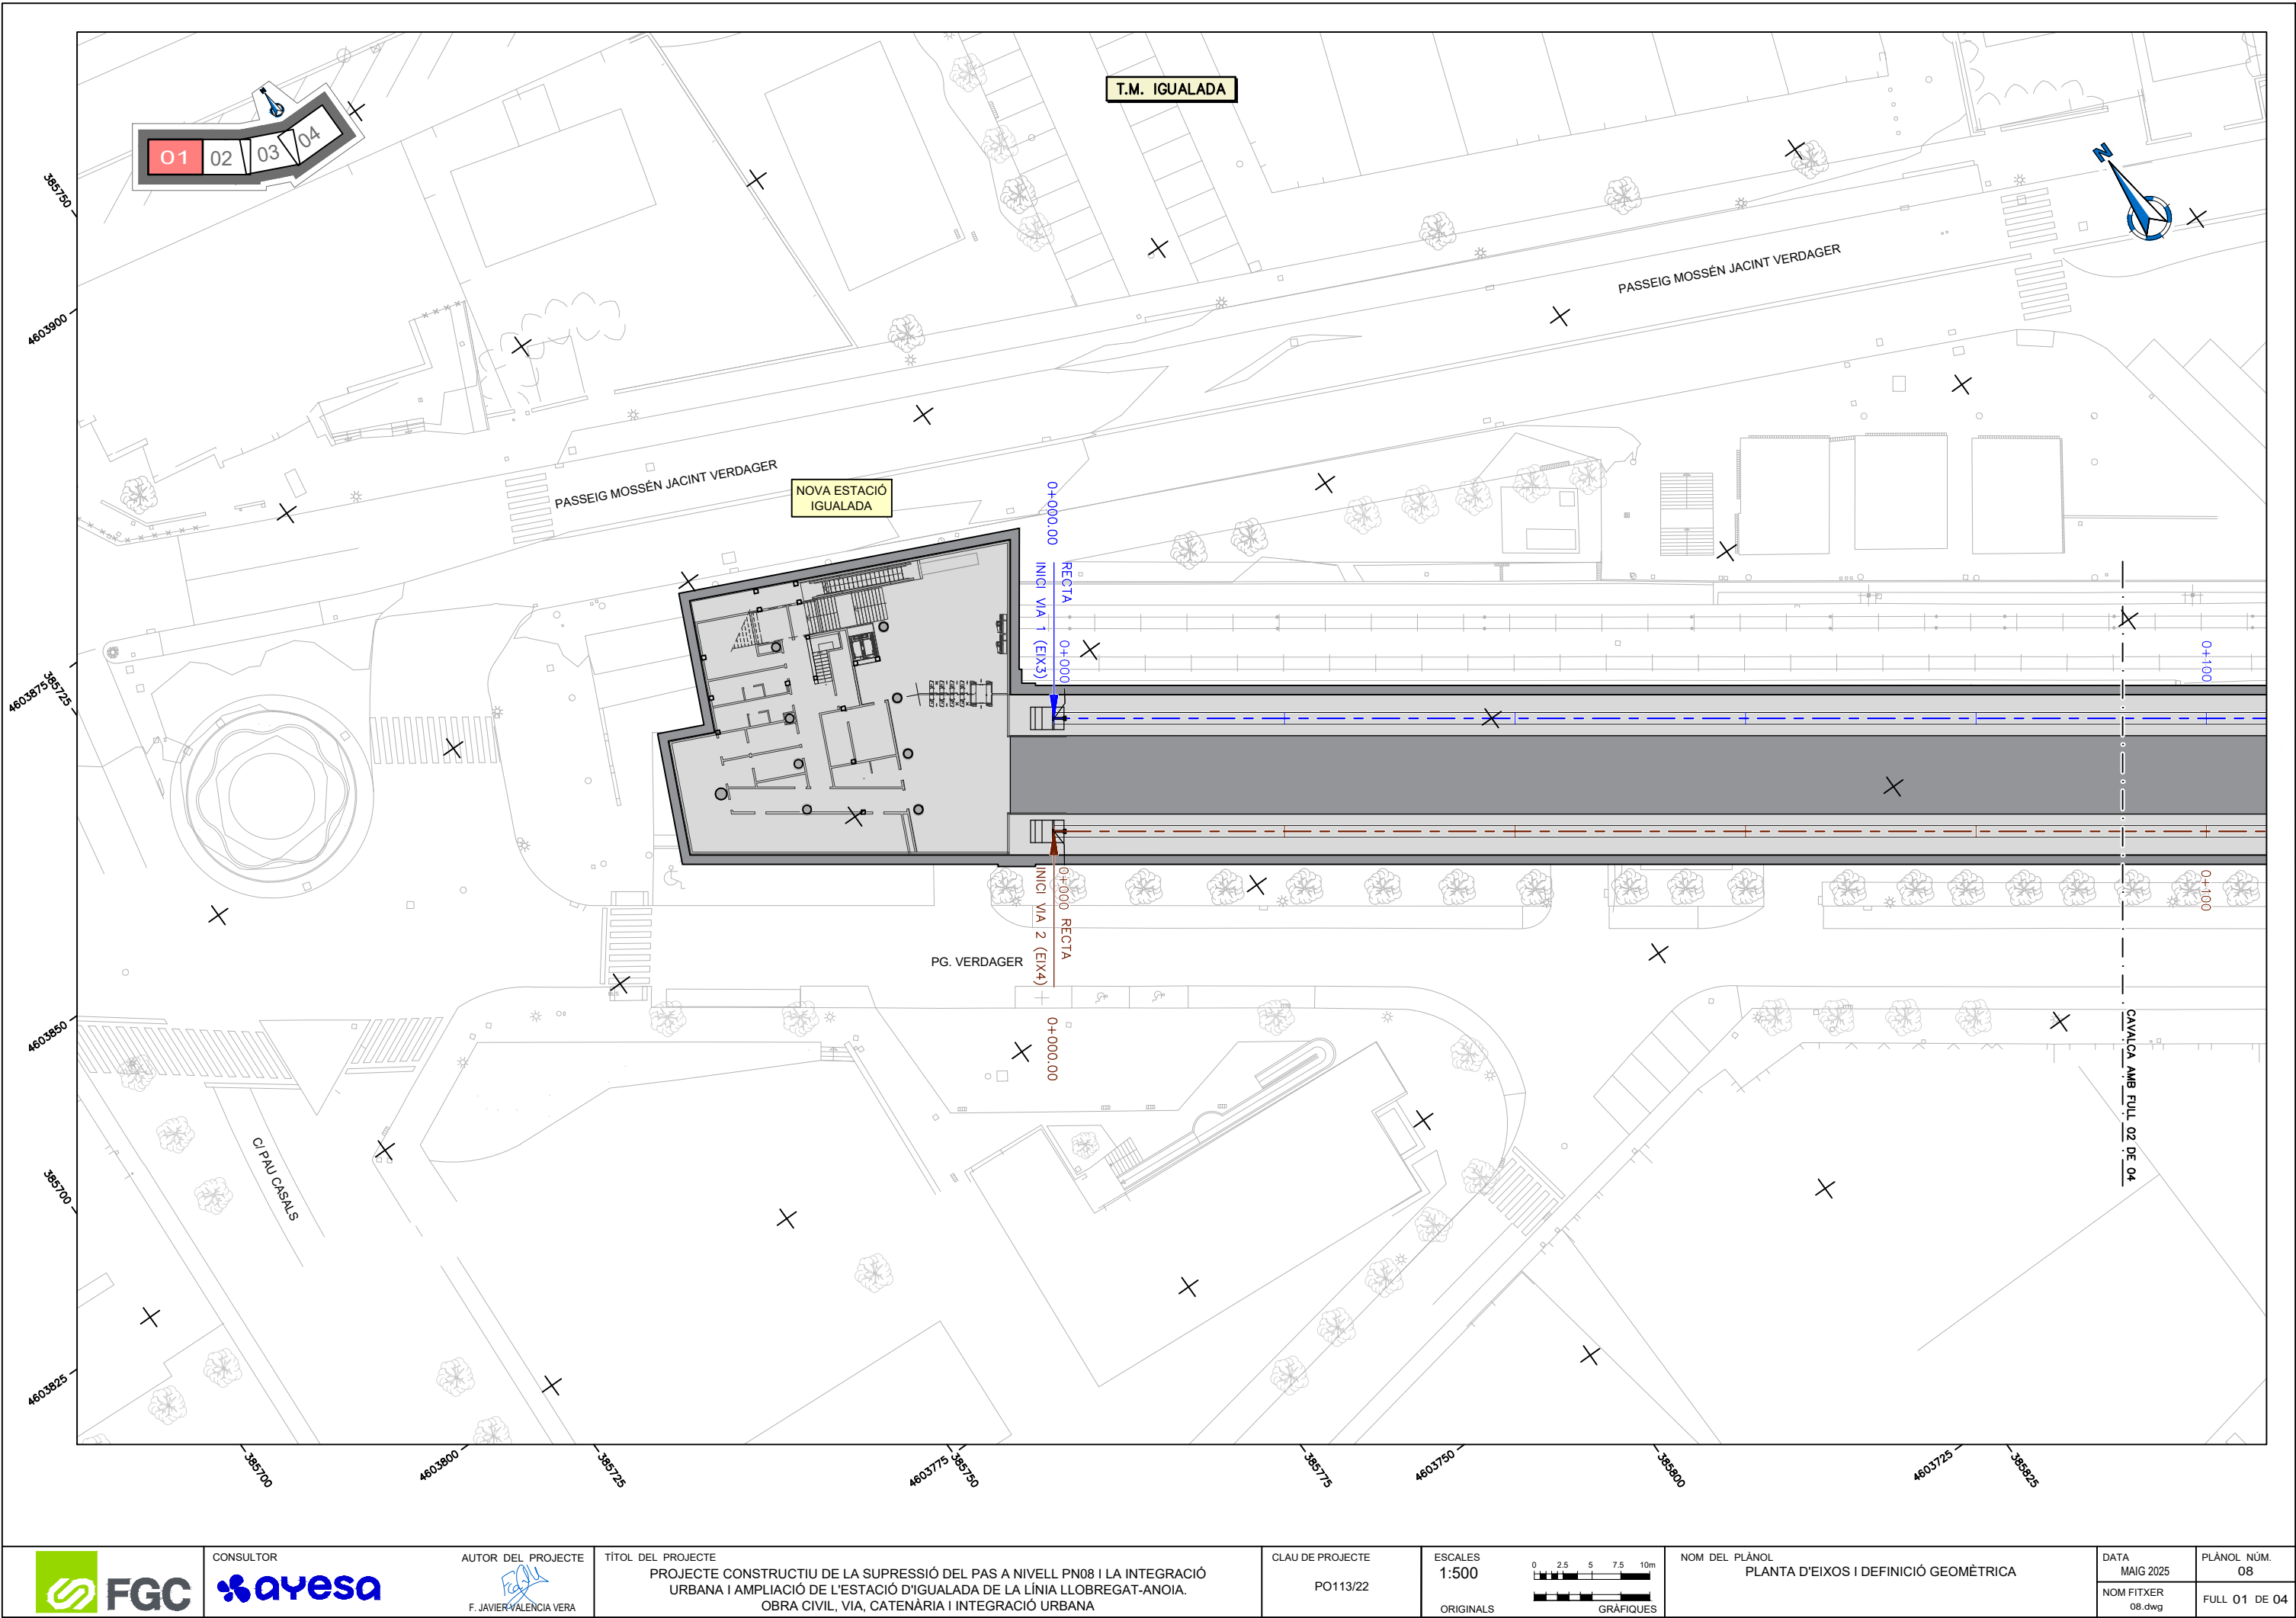 T.M. IGUALADA
N
01
02
03
04
385750
4603900
4603875
385725
4603850
385700
4603825
PASSEIG MOSSÉN JACINT VERDAGER
PASSEIG MOSSÉN JACINT VERDAGER
NOVA ESTACIÓ
IGUALADA
0+000.00
RECTA
INICI VIA 1 (EIX3)
0+000
0+100
0+000
RECTA
INICI VIA 2 (EIX4)
0+000.00
0+100
PG. VERDAGER
C/ PAU CASALS
CAVALCA AMB FULL 02 DE 04
385700
4603800
385725
4603775
385750
385775
4603750
385800
4603725
385825
FGC
CONSULTOR
ayesa
AUTOR DEL PROJECTE
F. JAVIER VALENCIA VERA
TÍTOL DEL PROJECTE
PROJECTE CONSTRUCTIU DE LA SUPRESSIÓ DEL PAS A NIVELL PN08 I LA INTEGRACIÓ
URBANA I AMPLIACIÓ DE L'ESTACIÓ D'IGUALADA DE LA LÍNIA LLOBREGAT-ANOIA.
OBRA CIVIL, VIA, CATENÀRIA I INTEGRACIÓ URBANA
CLAU DE PROJECTE
PO113/22
ESCALES
1:500
ORIGINALS
0 2.5 5 7.5 10m
GRÀFIQUES
NOM DEL PLÀNOL
PLANTA D'EIXOS I DEFINICIÓ GEOMÈTRICA
DATA
MAIG 2025
NOM FITXER
08.dwg
PLÀNOL NÚM.
08
FULL 01 DE 04